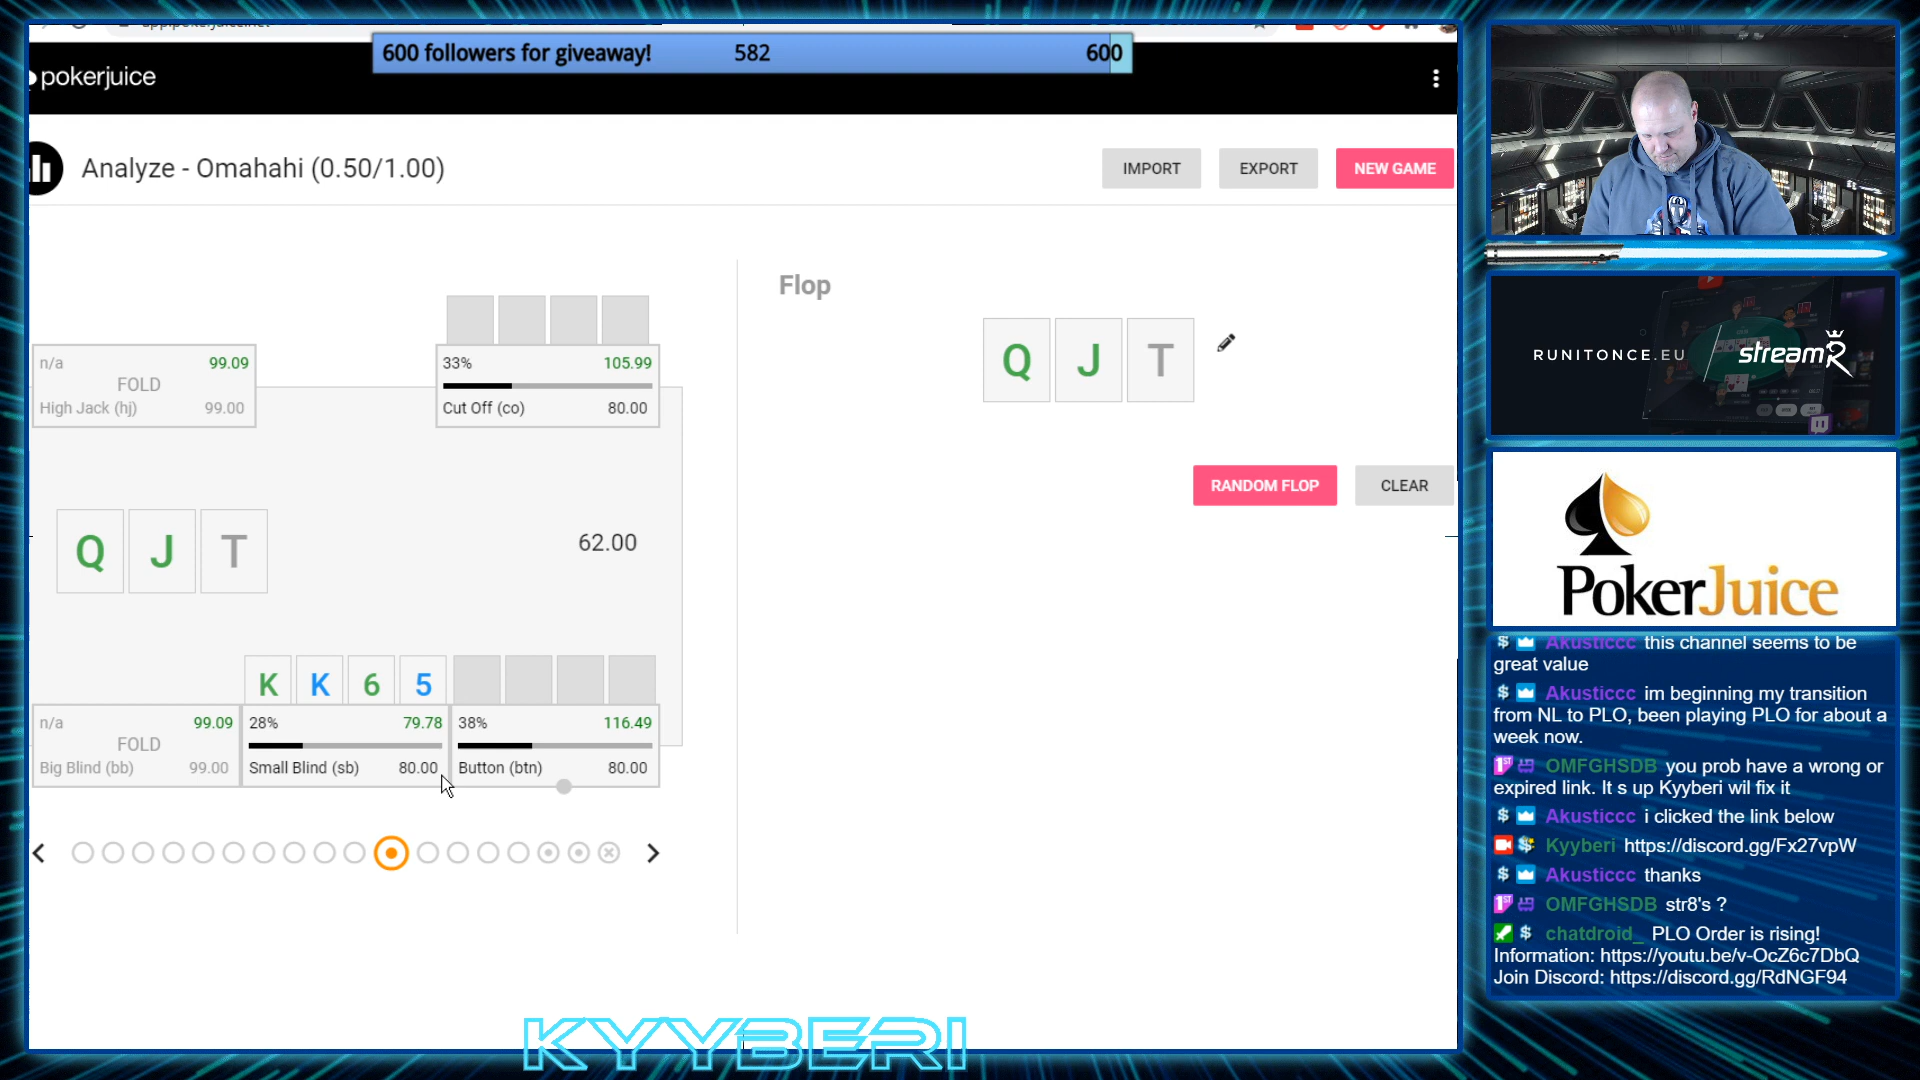 600 followers for giveaway! 582 600
pokerjuice
Analyze - Omahahi (0.50/1.00)
IMPORT
EXPORT
NEW GAME
Flop
Q J T
RANDOM FLOP
CLEAR
n/a 99.09
FOLD
High Jack (hj) 99.00
33% 105.99
Cut Off (co) 80.00
Q J T
62.00
K K 6 5
n/a 99.09
FOLD
Big Blind (bb) 99.00
28% 79.78
Small Blind (sb) 80.00
38% 116.49
Button (btn) 80.00
KYYBERI
RUNITONCE.EU / streamR
PokerJuice
Akusticcc this channel seems to be
great value
Akusticcc im beginning my transition
from NL to PLO, been playing PLO for about a
week now.
OMFGHSDB you prob have a wrong or
expired link. It s up Kyyberi wil fix it
Akusticcc i clicked the link below
Kyyberi https://discord.gg/Fx27vpW
Akusticcc thanks
OMFGHSDB str8's ?
chatdroid_ PLO Order is rising!
Information: https://youtu.be/v-OcZ6c7DbQ
Join Discord: https://discord.gg/RdNGF94